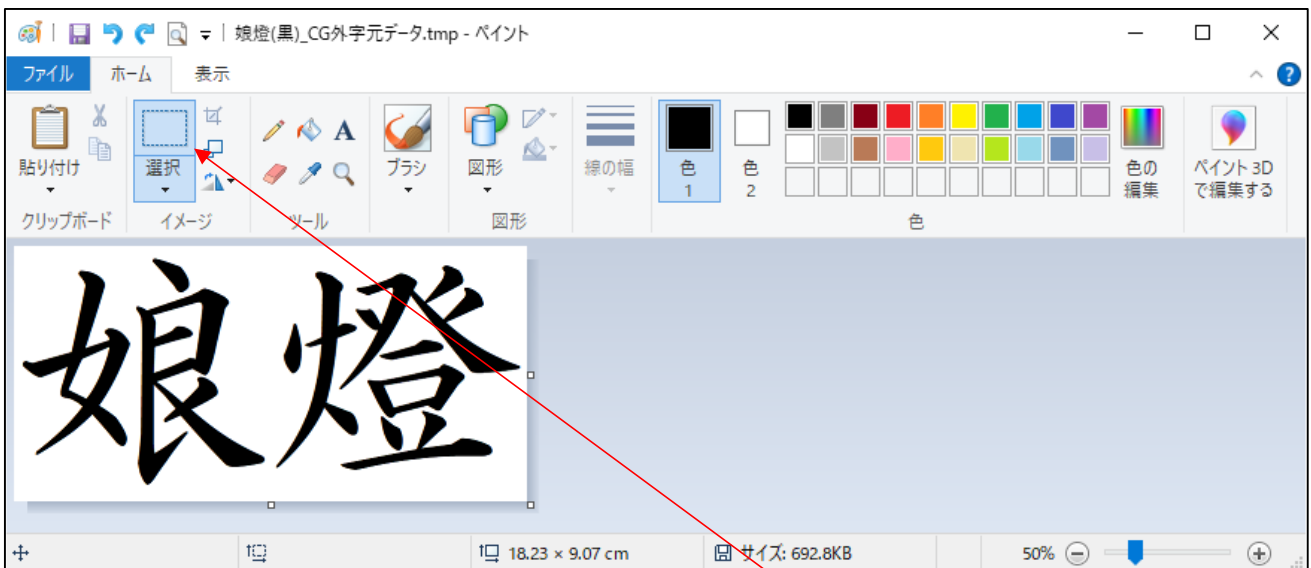 娘燈(黒)_CG外字元データ.tmp - ペイント
ファイル ホーム 表示
貼り付け 選択 A ブラシ 図形 線の幅 色 1 色 2 色の編集 ペイント 3D で編集する
クリップボード イメージ ツール 図形 色
娘燈
18.23 × 9.07 cm サイズ: 692.8KB 50%